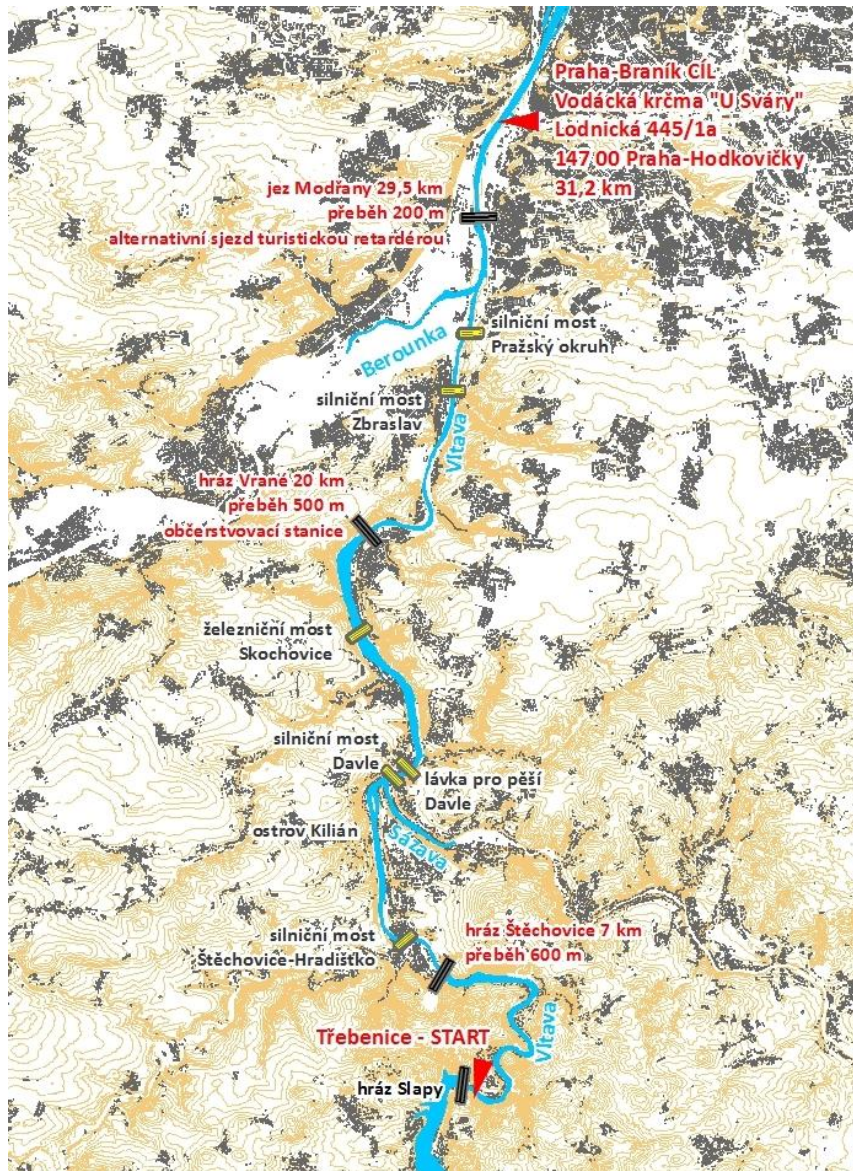 Praha-Braník CÍL
Vodácká krčma "U Sváry"
Lodnická 445/1a
147 00 Praha-Hodkovičky
31,2 km
jez Modřany 29,5 km
přeběh 200 m
alternativní sjezd turistickou retardérou
silniční most
Pražský okruh
Berounka
silniční most
Zbraslav
Vltava
hráz Vrané 20 km
přeběh 500 m
občerstvovací stanice
železniční most
Skochovice
silniční most
Davle
lávka pro pěší
Davle
ostrov Kilián
Sázava
silniční most
Štěchovice-Hradišťko
hráz Štěchovice 7 km
přeběh 600 m
Vltava
Třebenice - START
hráz Slapy